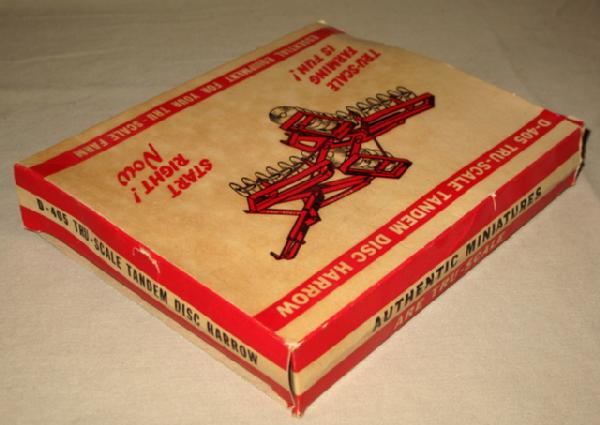 ESSENTIAL EQUIPMENT FOR YOUR TRU-SCALE FARM
TRU-SCALE
FARMING
IS FUN!
START
RIGHT!
Now
D-405 TRU-SCALE TANDEM DISC HARROW
D-405 TRU-SCALE TANDEM DISC HARROW
AUTHENTIC MINIATURES
ARE TRU-SCALE